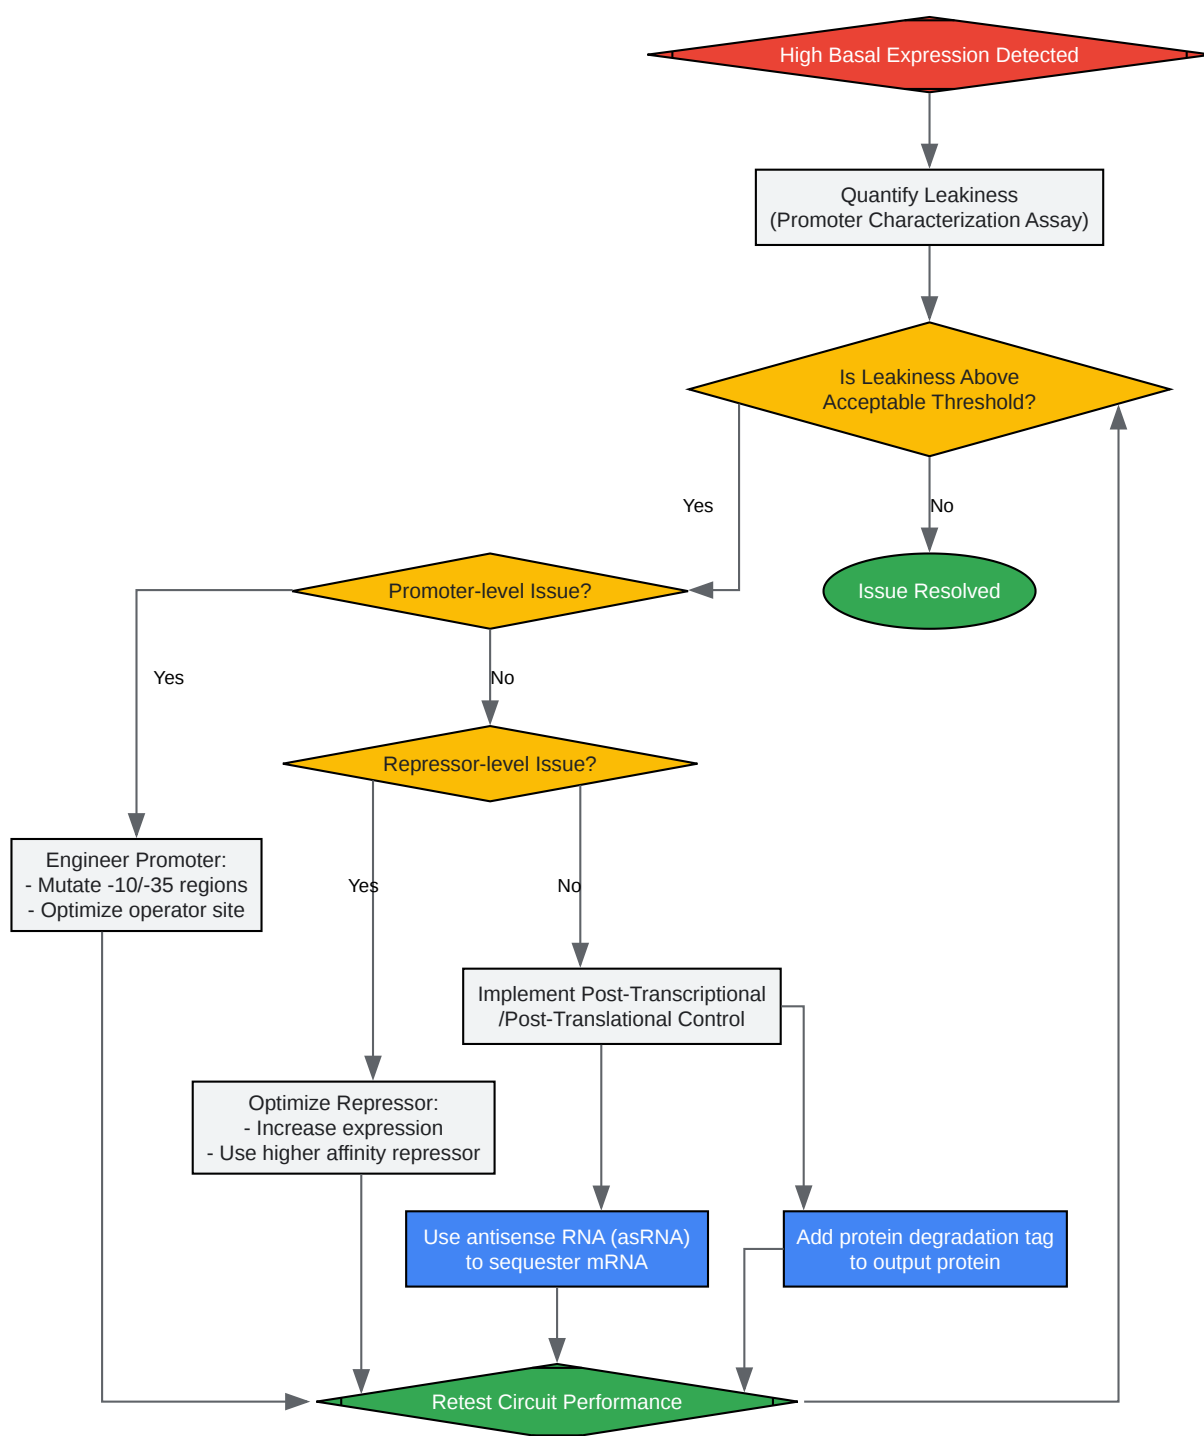 High Basal Expression Detected
Quantify Leakiness
(Promoter Characterization Assay)
Is Leakiness Above
Acceptable Threshold?
Yes
No
Promoter-level Issue?
Issue Resolved
Yes
No
Repressor-level Issue?
Engineer Promoter:
- Mutate -10/-35 regions
- Optimize operator site
Yes
No
Implement Post-Transcriptional
/Post-Translational Control
Optimize Repressor:
- Increase expression
- Use higher affinity repressor
Use antisense RNA (asRNA)
to sequester mRNA
Add protein degradation tag
to output protein
Retest Circuit Performance